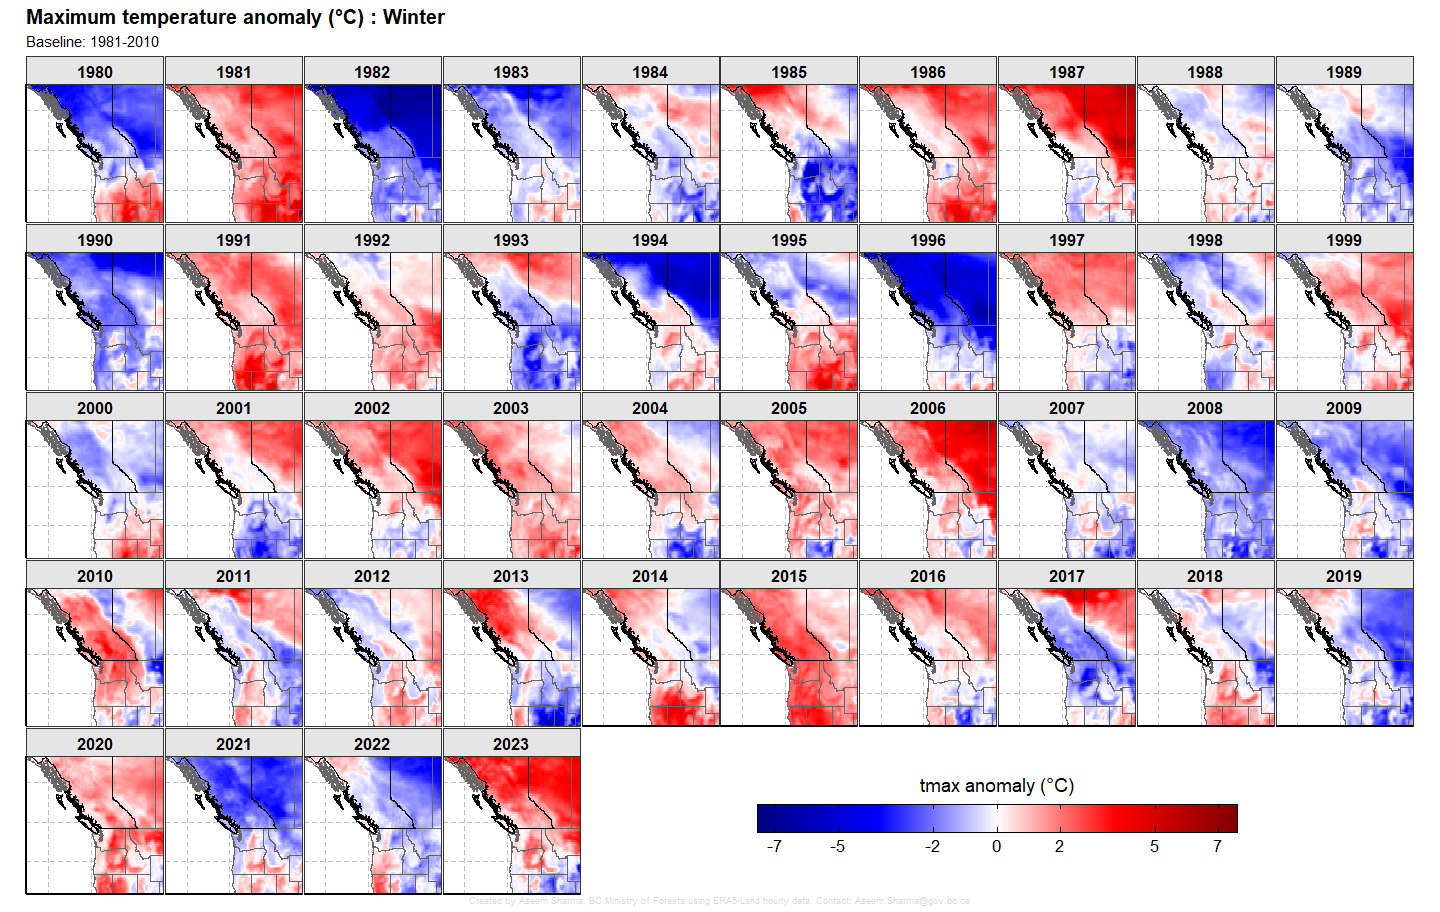 Maximum temperature anomaly (°C) : Winter
Baseline: 1981-2010
1980 1981 1982 1983 1984 1985 1986 1987 1988 1989
1990 1991 1992 1993 1994 1995 1996 1997 1998 1999
2000 2001 2002 2003 2004 2005 2006 2007 2008 2009
2010 2011 2012 2013 2014 2015 2016 2017 2018 2019
2020 2021 2022 2023
tmax anomaly (°C)
-7 -5 -2 0 2 5 7
Created by Aseem Sharma, BC Ministry of Forests using ERA5-Land hourly data. Contact: Aseem.Sharma@gov.bc.ca